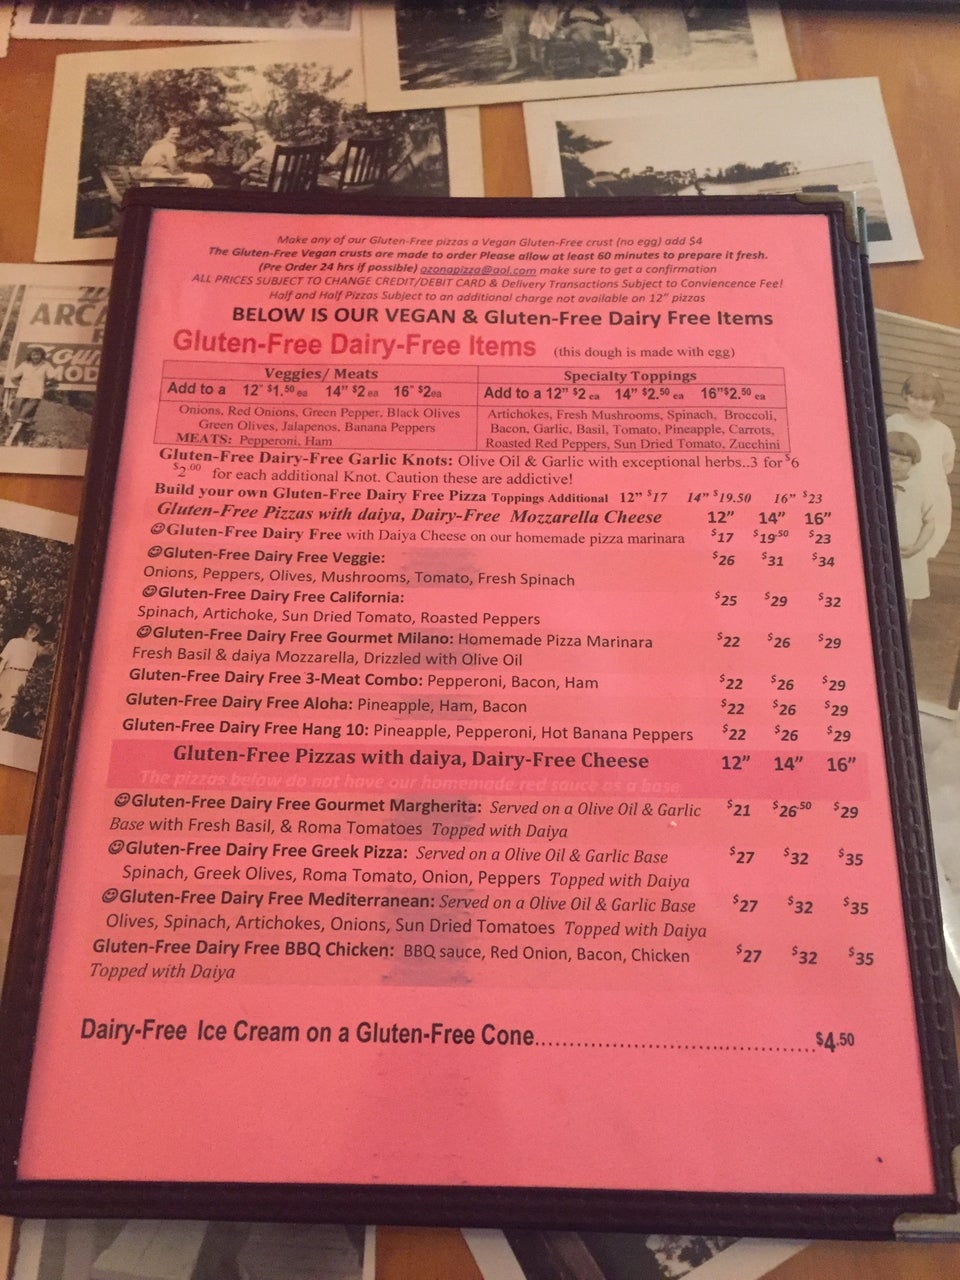 ARCA
MOD
Make any of our Gluten-Free pizzas a Vegan Gluten-Free crust (no egg) add $4
The Gluten-Free Vegan crusts are made to order Please allow at least 60 minutes to prepare it fresh.
(Pre Order 24 hrs if possible) ozonapizza@aol.com make sure to get a confirmation
ALL PRICES SUBJECT TO CHANGE CREDIT/DEBIT CARD & Delivery Transactions Subject to Conviencence Fee!
Half and Half Pizzas Subject to an additional charge not available on 12” pizzas
BELOW IS OUR VEGAN & Gluten-Free Dairy Free Items
Gluten-Free Dairy-Free Items (this dough is made with egg)
Veggies/ Meats
Add to a 12” $1.50 ea 14” $2 ea 16” $2ea
Onions, Red Onions, Green Pepper, Black Olives
Green Olives, Jalapenos, Banana Peppers
MEATS: Pepperoni, Ham
Specialty Toppings
Add to a 12” $2 ea 14” $2.50 ea 16”$2.50 ea
Artichokes, Fresh Mushrooms, Spinach, Broccoli,
Bacon, Garlic, Basil, Tomato, Pineapple, Carrots,
Roasted Red Peppers, Sun Dried Tomato, Zucchini
Gluten-Free Dairy-Free Garlic Knots: Olive Oil & Garlic with exceptional herbs..3 for $6
$2.00 for each additional Knot. Caution these are addictive!
Build your own Gluten-Free Dairy Free Pizza Toppings Additional 12” $17 14” $19.50 16” $23
Gluten-Free Pizzas with daiya, Dairy-Free Mozzarella Cheese 12” 14” 16”
☺Gluten-Free Dairy Free with Daiya Cheese on our homemade pizza marinara $17 $19.50 $23
☺Gluten-Free Dairy Free Veggie: $26 $31 $34
Onions, Peppers, Olives, Mushrooms, Tomato, Fresh Spinach
☺Gluten-Free Dairy Free California: $25 $29 $32
Spinach, Artichoke, Sun Dried Tomato, Roasted Peppers
☺Gluten-Free Dairy Free Gourmet Milano: Homemade Pizza Marinara $22 $26 $29
Fresh Basil & daiya Mozzarella, Drizzled with Olive Oil
Gluten-Free Dairy Free 3-Meat Combo: Pepperoni, Bacon, Ham $22 $26 $29
Gluten-Free Dairy Free Aloha: Pineapple, Ham, Bacon $22 $26 $29
Gluten-Free Dairy Free Hang 10: Pineapple, Pepperoni, Hot Banana Peppers $22 $26 $29
Gluten-Free Pizzas with daiya, Dairy-Free Cheese 12” 14” 16”
The pizzas below do not have our homemade red sauce as a base
☺Gluten-Free Dairy Free Gourmet Margherita: Served on a Olive Oil & Garlic $21 $26.50 $29
Base with Fresh Basil, & Roma Tomatoes Topped with Daiya
☺Gluten-Free Dairy Free Greek Pizza: Served on a Olive Oil & Garlic Base $27 $32 $35
Spinach, Greek Olives, Roma Tomato, Onion, Peppers Topped with Daiya
☺Gluten-Free Dairy Free Mediterranean: Served on a Olive Oil & Garlic Base $27 $32 $35
Olives, Spinach, Artichokes, Onions, Sun Dried Tomatoes Topped with Daiya
Gluten-Free Dairy Free BBQ Chicken: BBQ sauce, Red Onion, Bacon, Chicken $27 $32 $35
Topped with Daiya
Dairy-Free Ice Cream on a Gluten-Free Cone........................................$4.50